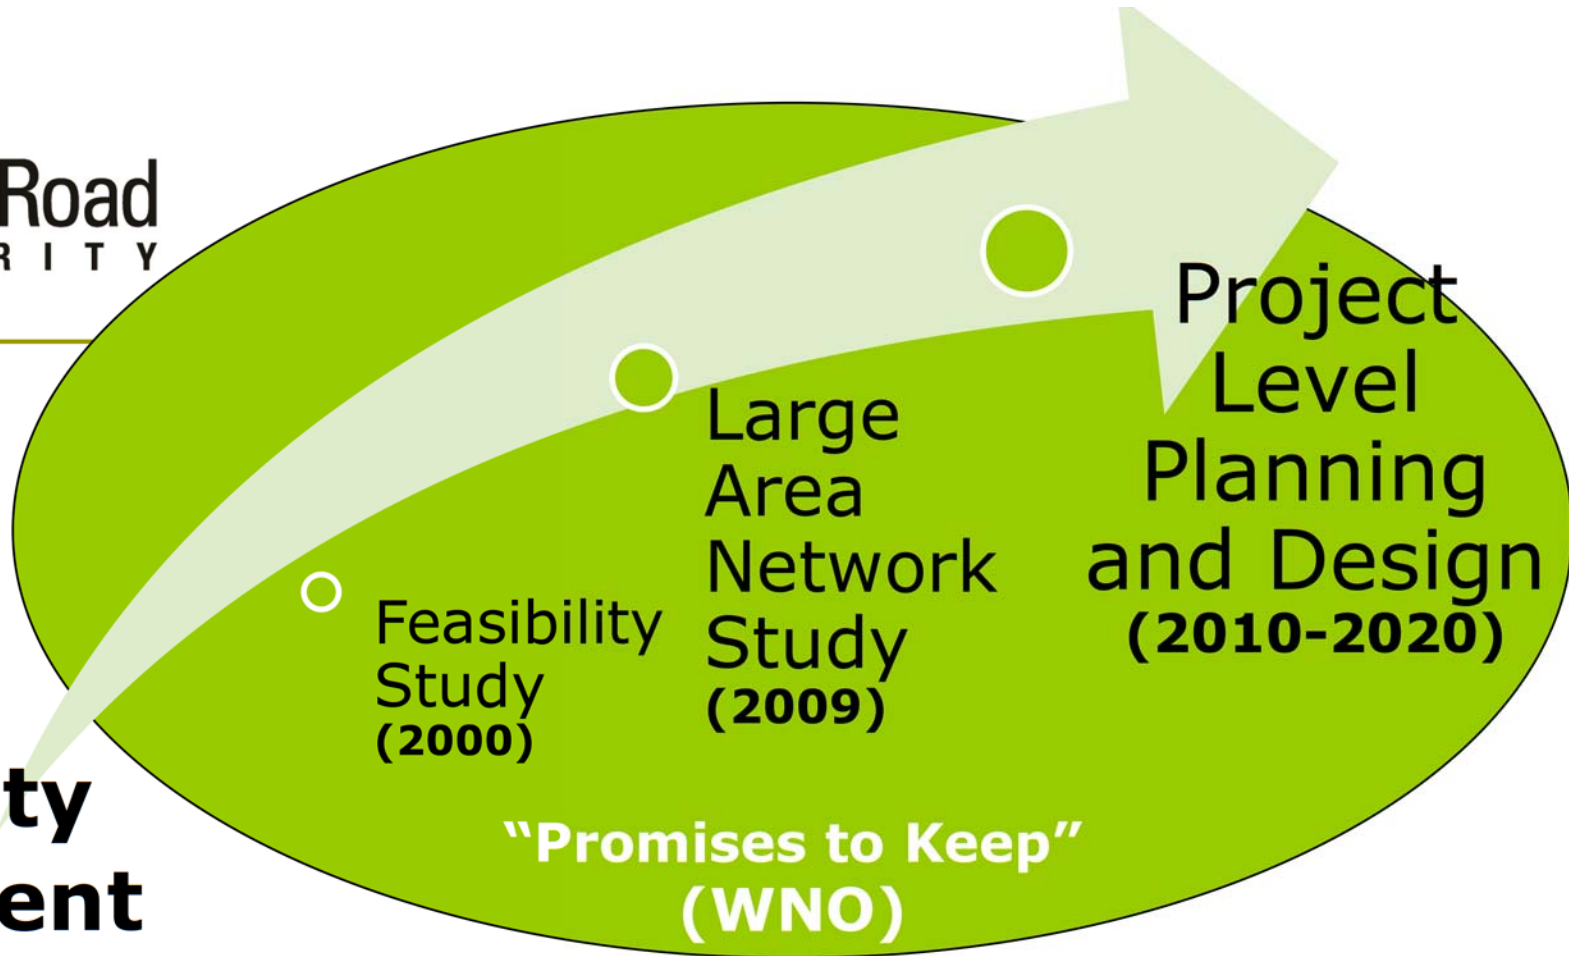 Road
RITY
Project
Level
Planning
and Design
(2010-2020)
Large
Area
Network
Study
(2009)
Feasibility
Study
(2000)
ty
ent
“Promises to Keep”
(WNO)